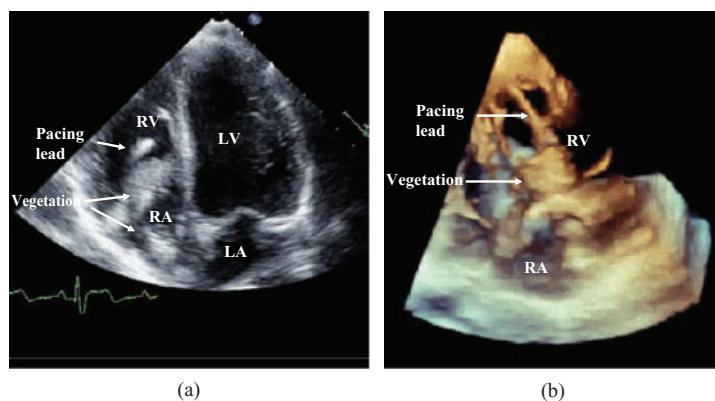 RV
Pacing
lead
LV
Vegetation
RA
LA
Pacing
lead
RV
Vegetation
RA
(a)
(b)